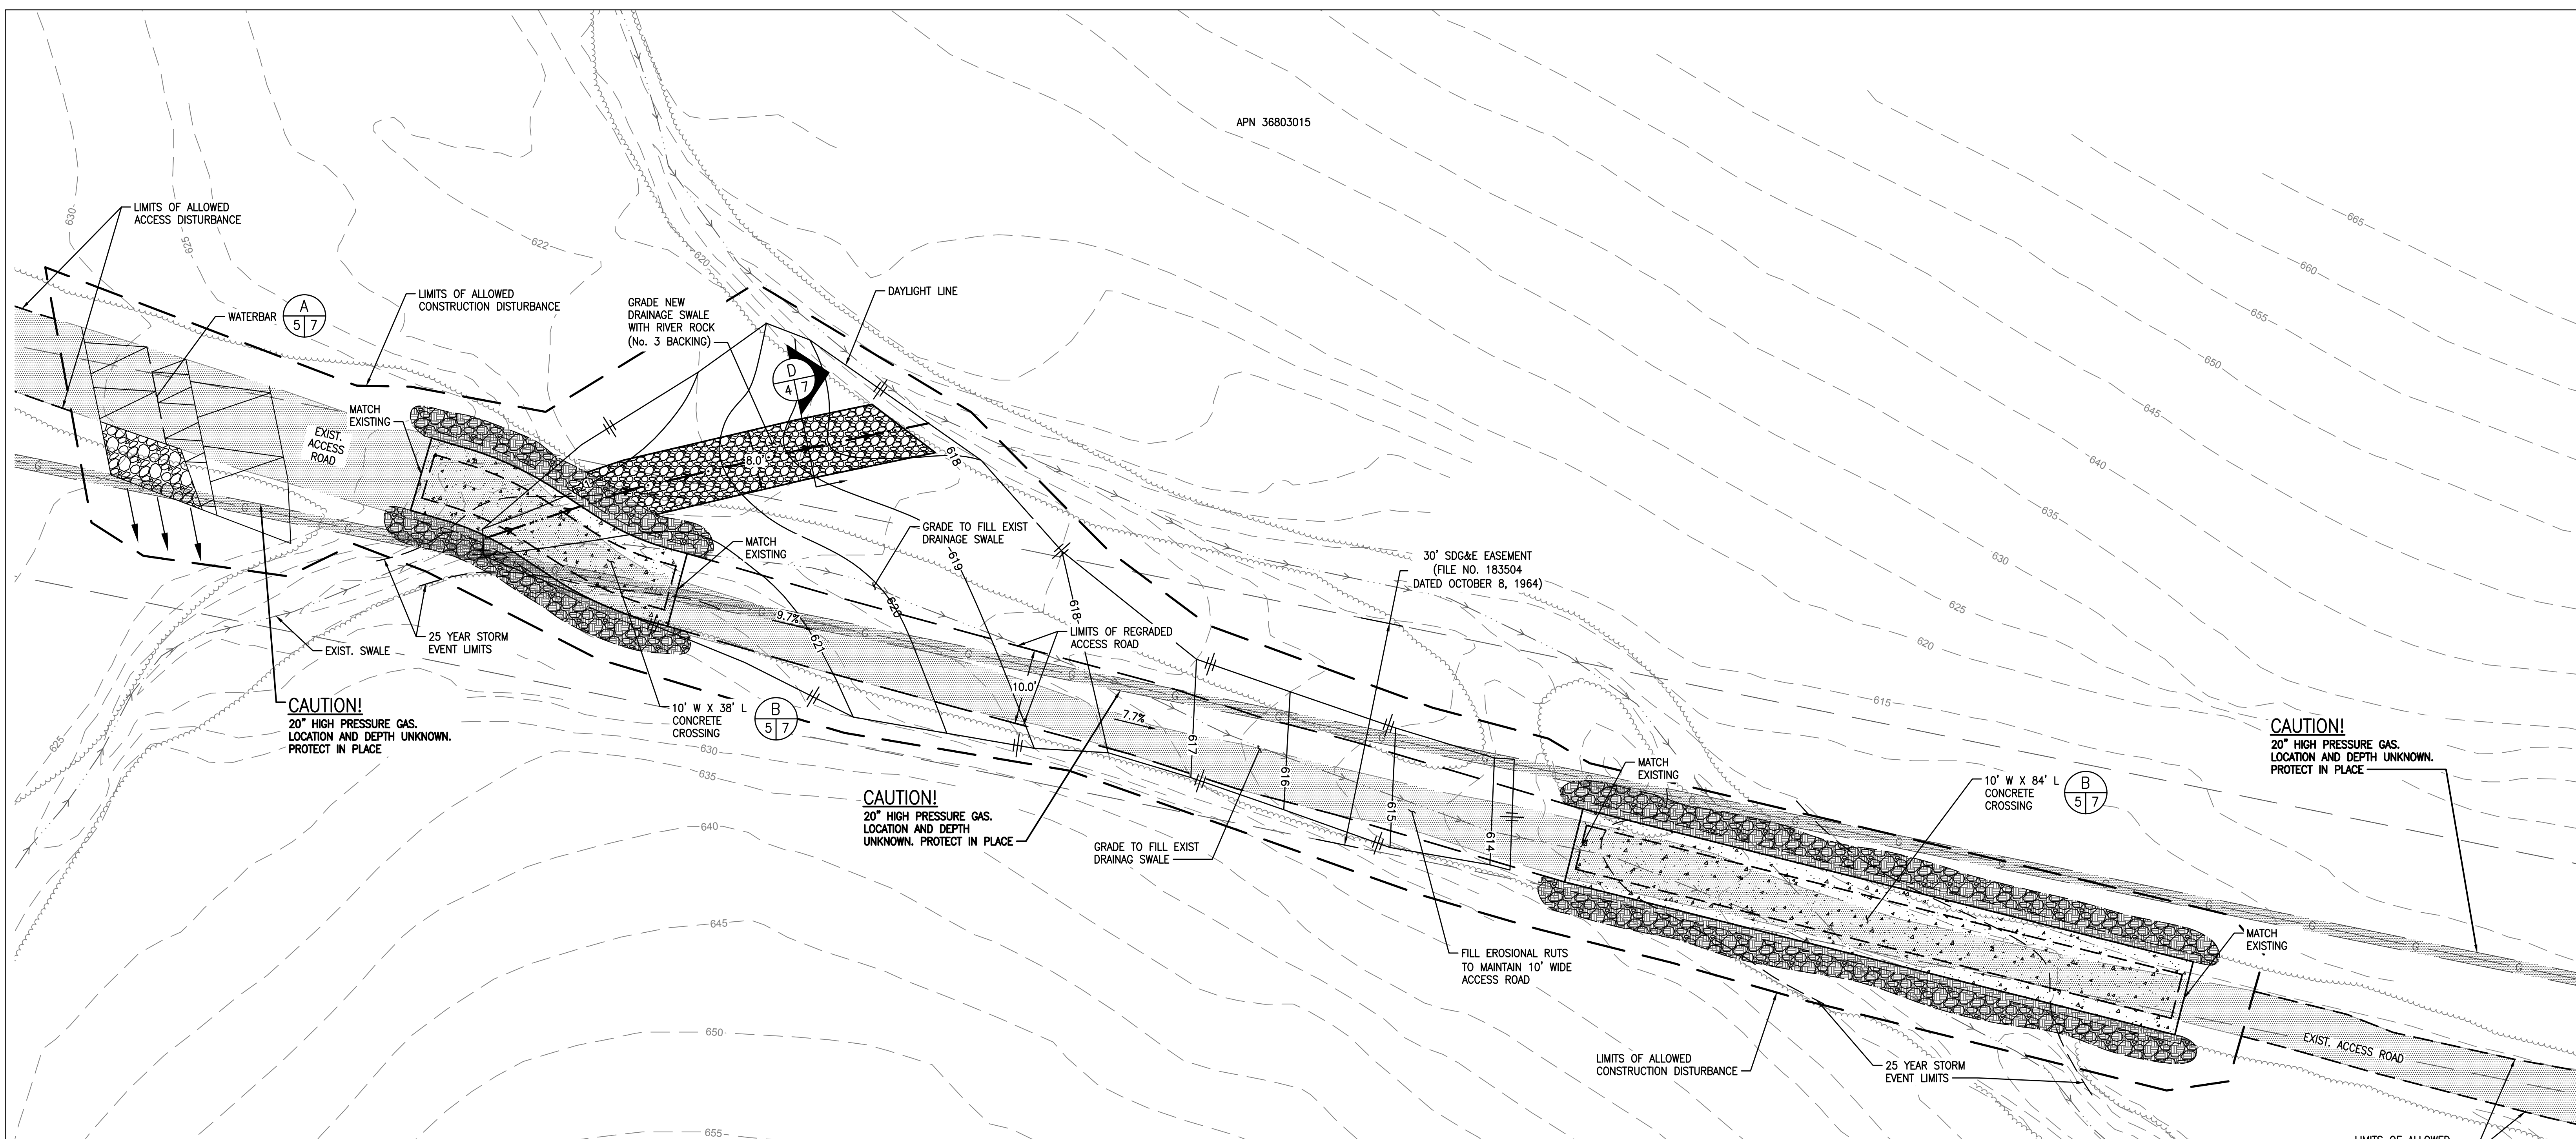 APN 36803015
LIMITS OF ALLOWED
ACCESS DISTURBANCE
630
625
622
620
665
660
655
650
645
640
635
630
625
620
615
WATERBAR
A
5 7
LIMITS OF ALLOWED
CONSTRUCTION DISTURBANCE
GRADE NEW
DRAINAGE SWALE
WITH RIVER ROCK
(No. 3 BACKING)
DAYLIGHT LINE
D
4 7
MATCH
EXISTING
EXIST.
ACCESS
ROAD
8.0'
618
G
G
G
GRADE TO FILL EXIST
DRAINAGE SWALE
MATCH
EXISTING
619
620
618
621
9.7%
30' SDG&E EASEMENT
(FILE NO. 183504
DATED OCTOBER 8, 1964)
25 YEAR STORM
EVENT LIMITS
EXIST. SWALE
LIMITS OF REGRADED
ACCESS ROAD
10.0'
7.7%
CAUTION!
20" HIGH PRESSURE GAS.
LOCATION AND DEPTH UNKNOWN.
PROTECT IN PLACE
625
10' W X 38' L
CONCRETE
CROSSING
B
5 7
630
635
640
645
650
655
617
616
615
614
CAUTION!
20" HIGH PRESSURE GAS.
LOCATION AND DEPTH
UNKNOWN. PROTECT IN PLACE
GRADE TO FILL EXIST
DRAINAG SWALE
MATCH
EXISTING
10' W X 84' L
CONCRETE
CROSSING
B
5 7
CAUTION!
20" HIGH PRESSURE GAS.
LOCATION AND DEPTH UNKNOWN.
PROTECT IN PLACE
FILL EROSIONAL RUTS
TO MAINTAIN 10' WIDE
ACCESS ROAD
MATCH
EXISTING
LIMITS OF ALLOWED
CONSTRUCTION DISTURBANCE
25 YEAR STORM
EVENT LIMITS
EXIST. ACCESS ROAD
LIMITS OF ALLOWED